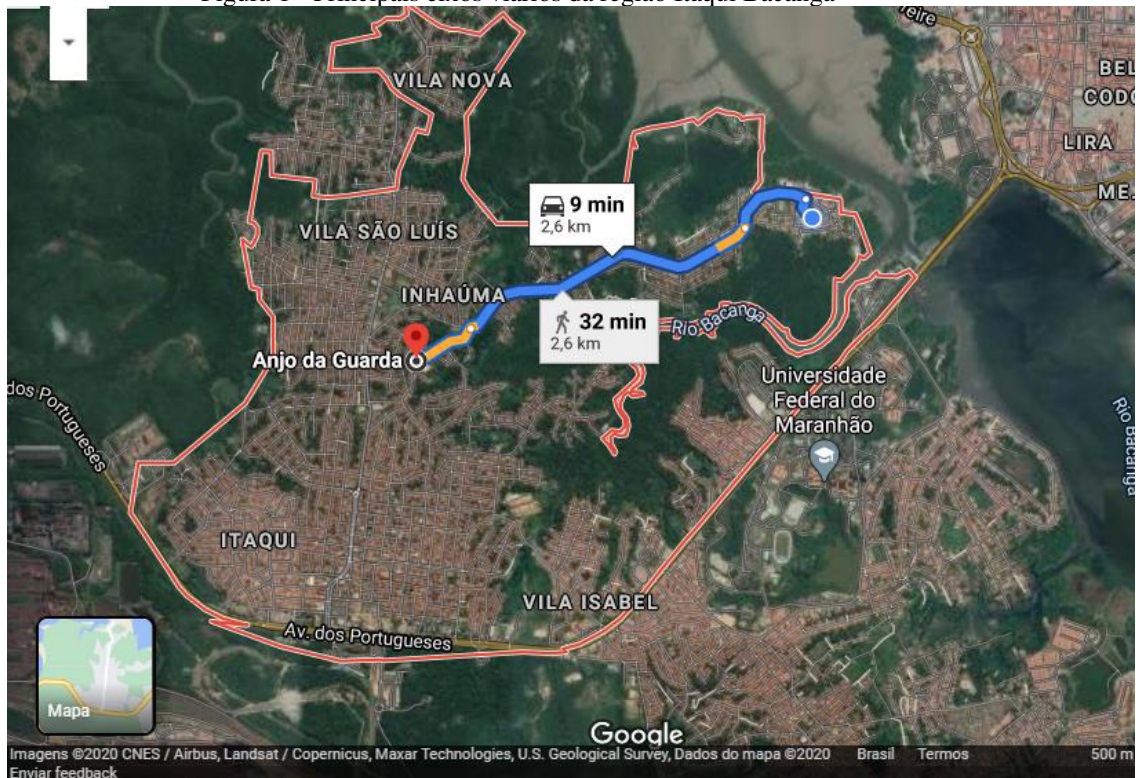 Figura 1 - Principais eixos viários da região Itaqui-Bacanga
BEL
CODO
VILA NOVA
LIRA
ME.
9 min
2,6 km
VILA SÃO LUÍS
INHAÚMA
32 min
2,6 km
Rio Bacanga
Anjo da Guarda
Universidade
Federal do
Maranhão
dos Portugueses
Rio Bacanga
ITAQUI
VILA ISABEL
Av. dos Portugueses
Mapa
Google
Imagens ©2020 CNES / Airbus, Landsat / Copernicus, Maxar Technologies, U.S. Geological Survey, Dados do mapa ©2020 Brasil Termos 500 m
Enviar feedback